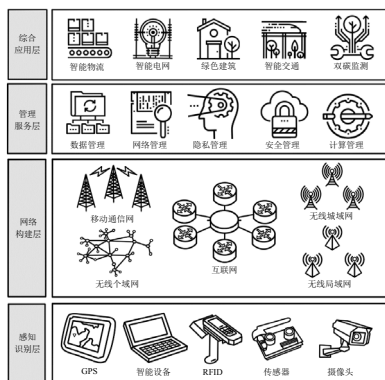 综合
应用层
智能物流 智能电网 绿色建筑 智能交通 双碳监测
管理
服务层
数据管理 网络管理 隐私管理 安全管理 计算管理
网络
构建层
移动通信网 无线城域网
互联网
无线个域网 无线局域网
感知
识别层
GPS 智能设备 RFID 传感器 摄像头